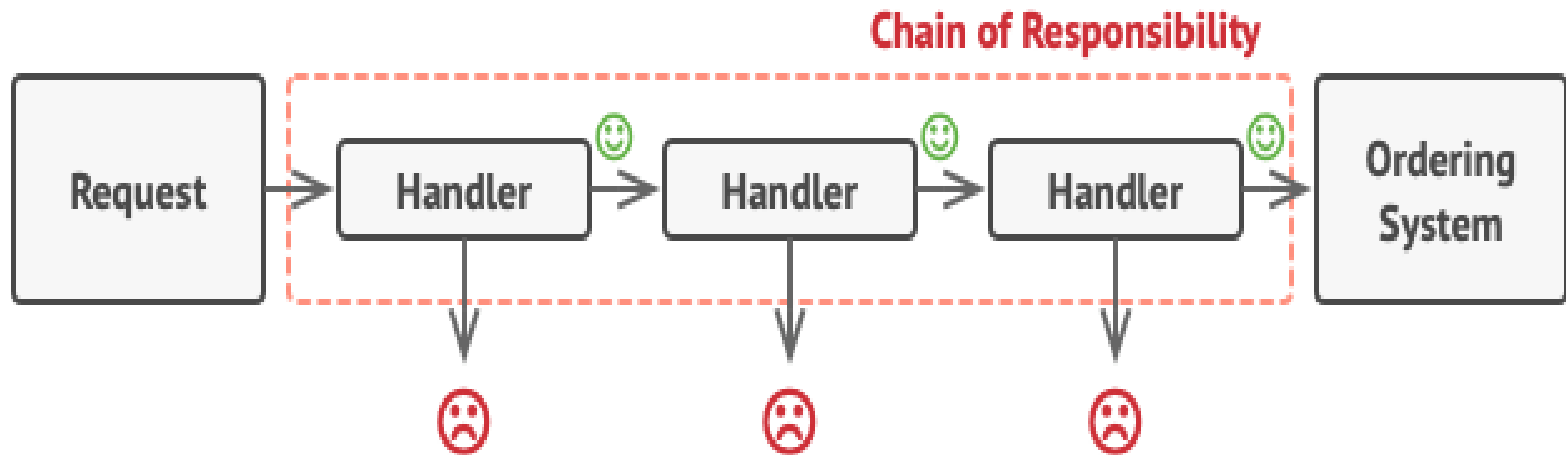 Chain of Responsibility
Request
Handler
Handler
Handler
Ordering
System